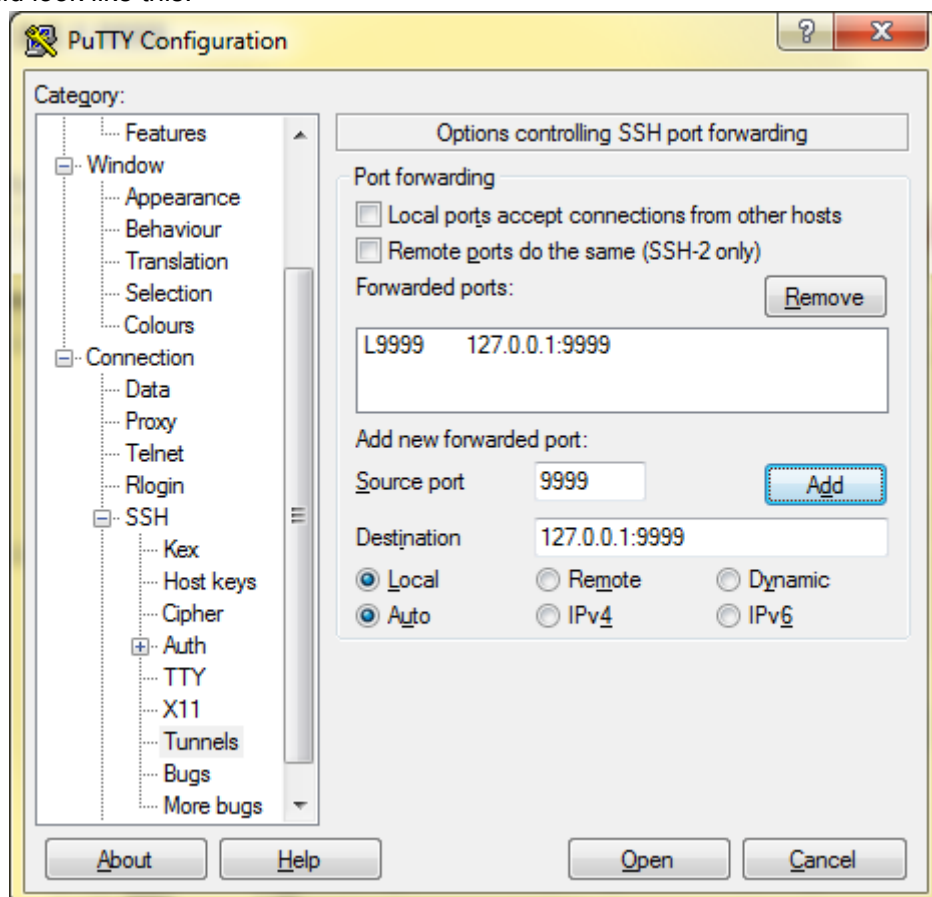 look like this:
PuTTY Configuration
Category:
Features
Window
Appearance
Behaviour
Translation
Selection
Colours
Connection
Data
Proxy
Telnet
Rlogin
SSH
Kex
Host keys
Cipher
Auth
TTY
X11
Tunnels
Bugs
More bugs
Options controlling SSH port forwarding
Port forwarding
Local ports accept connections from other hosts
Remote ports do the same (SSH-2 only)
Forwarded ports:
Remove
L9999 127.0.0.1:9999
Add new forwarded port:
Source port
9999
Add
Destination
127.0.0.1:9999
Local
Remote
Dynamic
Auto
IPv4
IPv6
About
Help
Open
Cancel